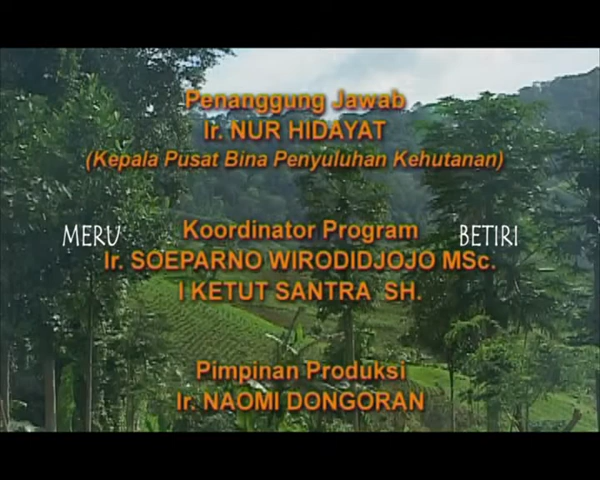 Penanggung Jawab
Ir. NUR HIDAYAT
(Kepala Pusat Bina Penyuluhan Kehutanan)
Koordinator Program
MERU
BETIRI
Ir. SOEPARNO WIRODIDJOJO MSc.
I KETUT SANTRA SH.
Pimpinan Produksi
Ir. NAOMI DONGORAN